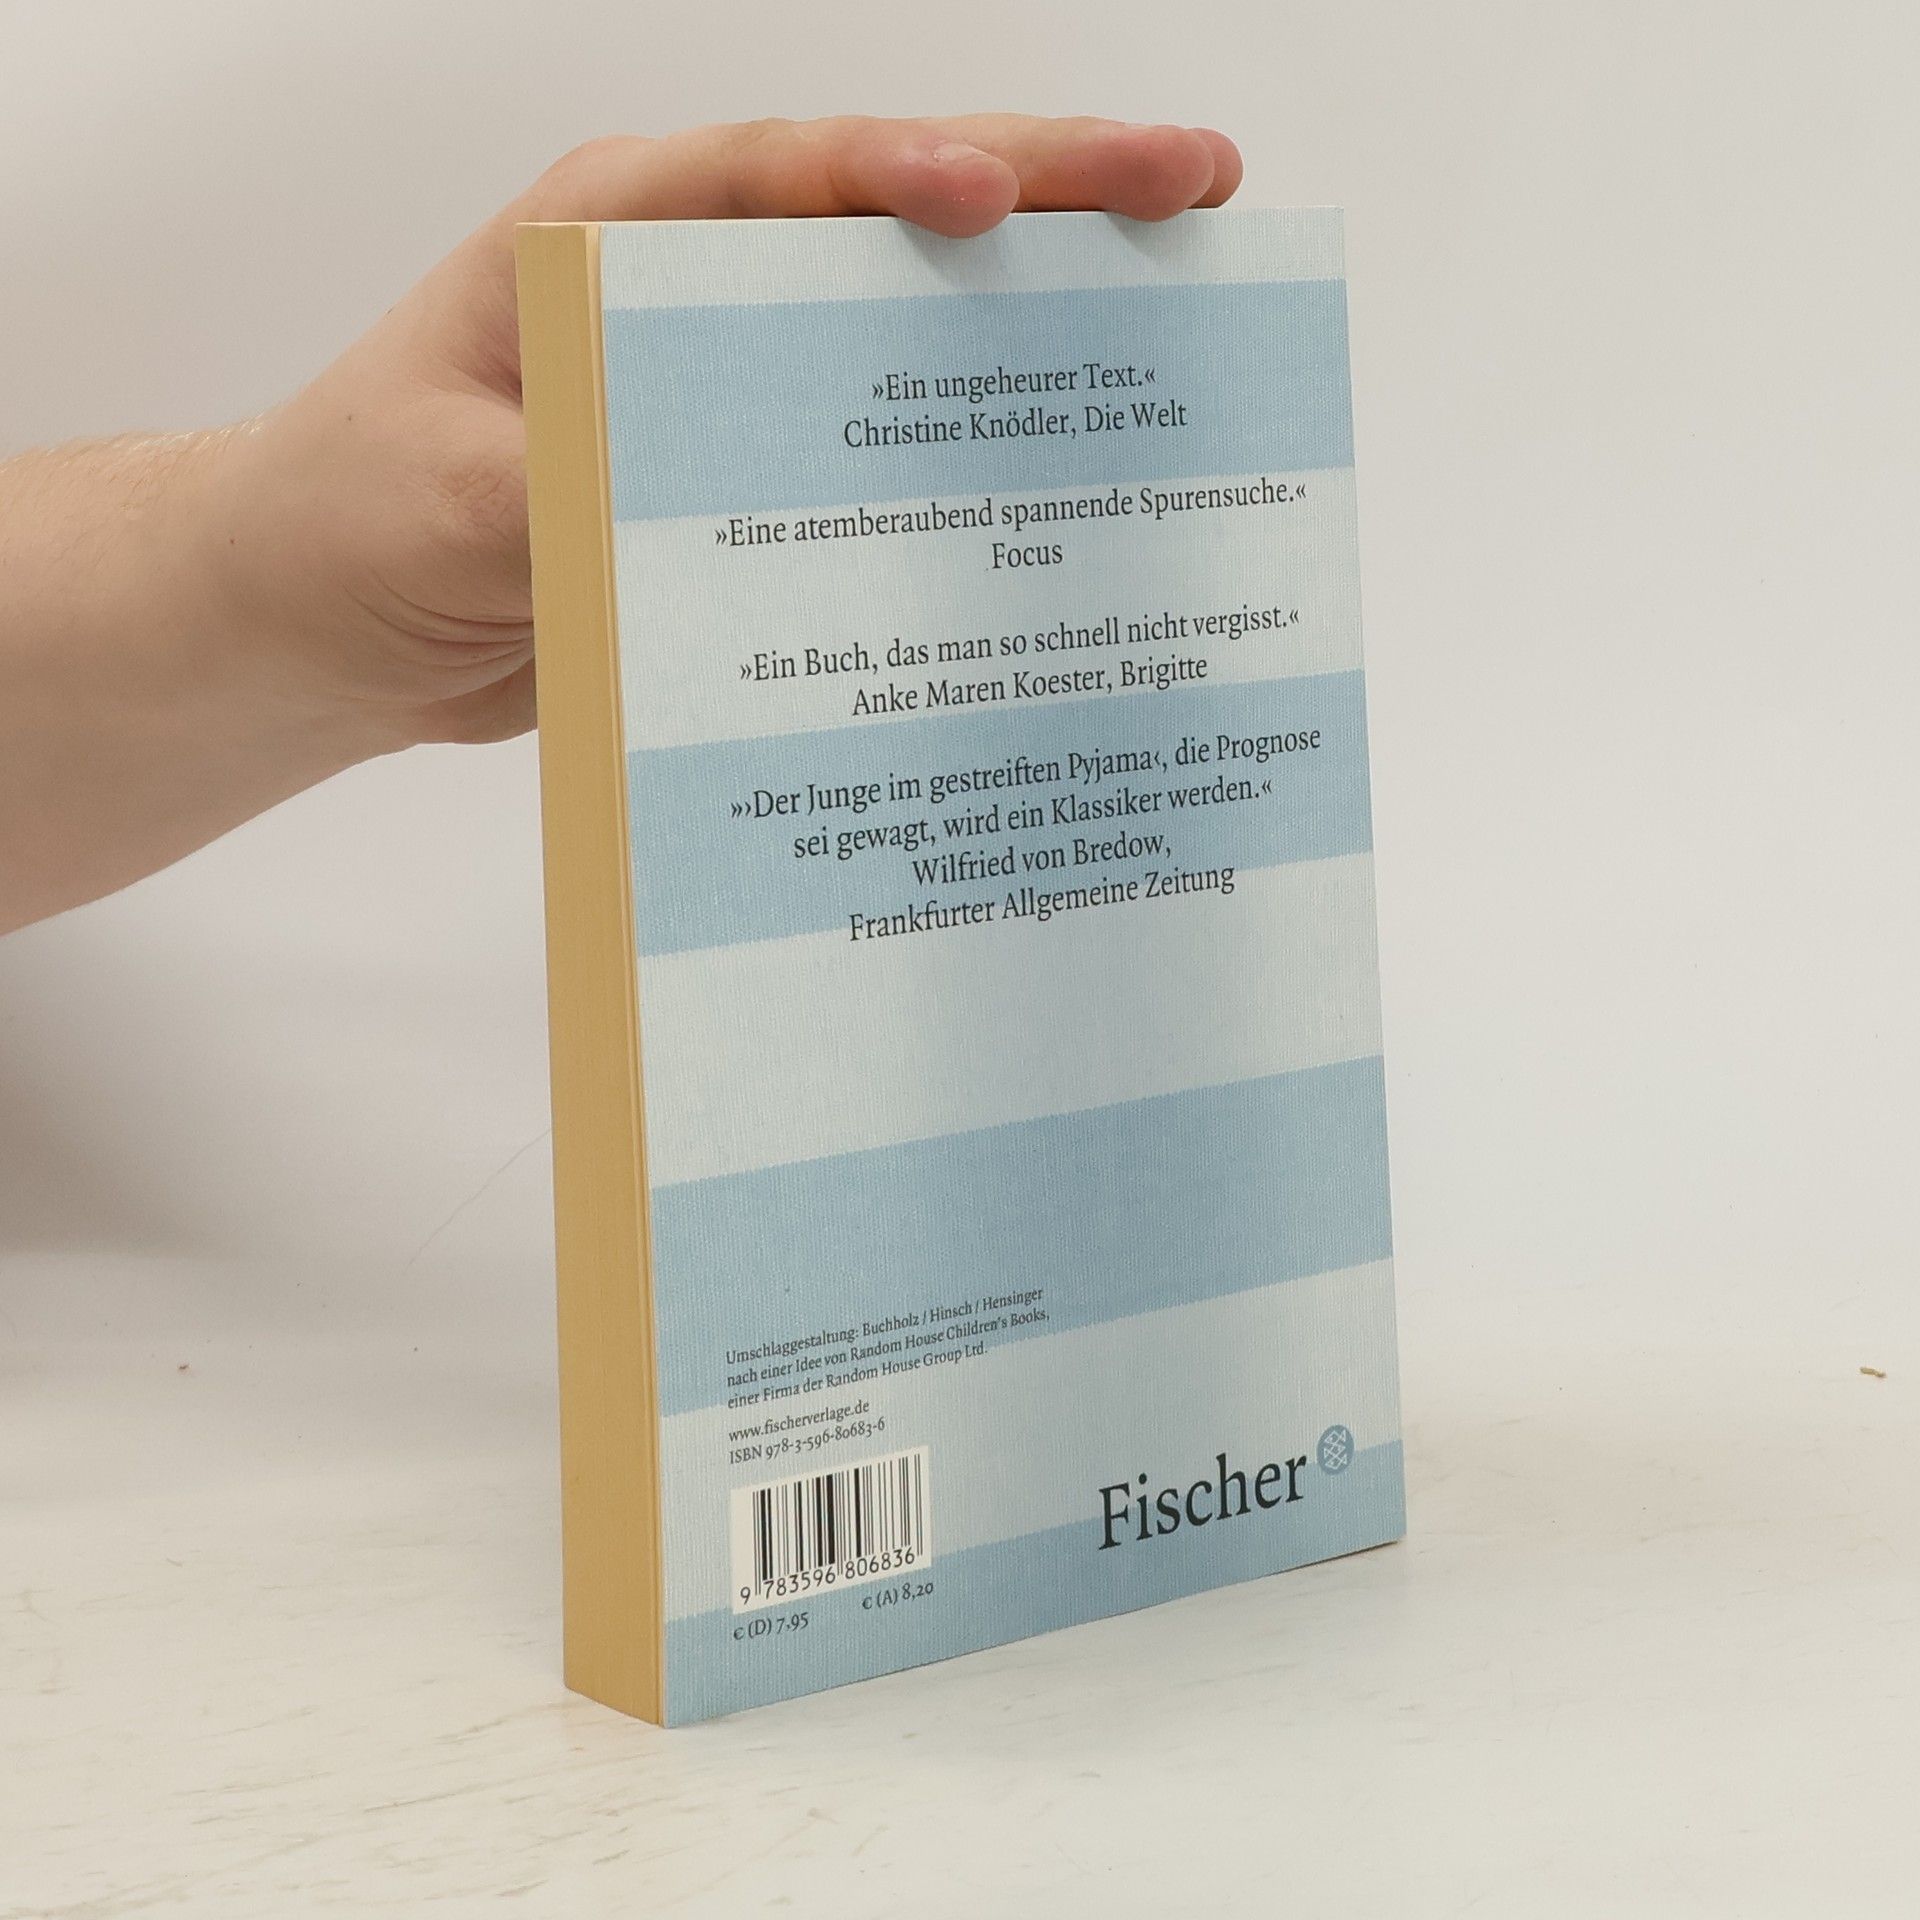 »Ein ungeheurer Text.«
Christine Knödler, Die Welt
»Eine atemberaubend spannende Spurensuche.«
Focus
»Ein Buch, das man so schnell nicht vergisst.«
Anke Maren Koester, Brigitte
»›Der Junge im gestreiften Pyjama‹, die Prognose
sei gewagt, wird ein Klassiker werden.«
Wilfried von Bredow,
Frankfurter Allgemeine Zeitung
Umschlaggestaltung: Buchholz / Hinsch / Hensinger
nach einer Idee von Random House Children's Books,
einer Firma der Random House Group Ltd.
www.fischerverlage.de
ISBN 978-3-596-80683-6
9 783596 806836
€ (D) 7,95 € (A) 8,20
Fischer